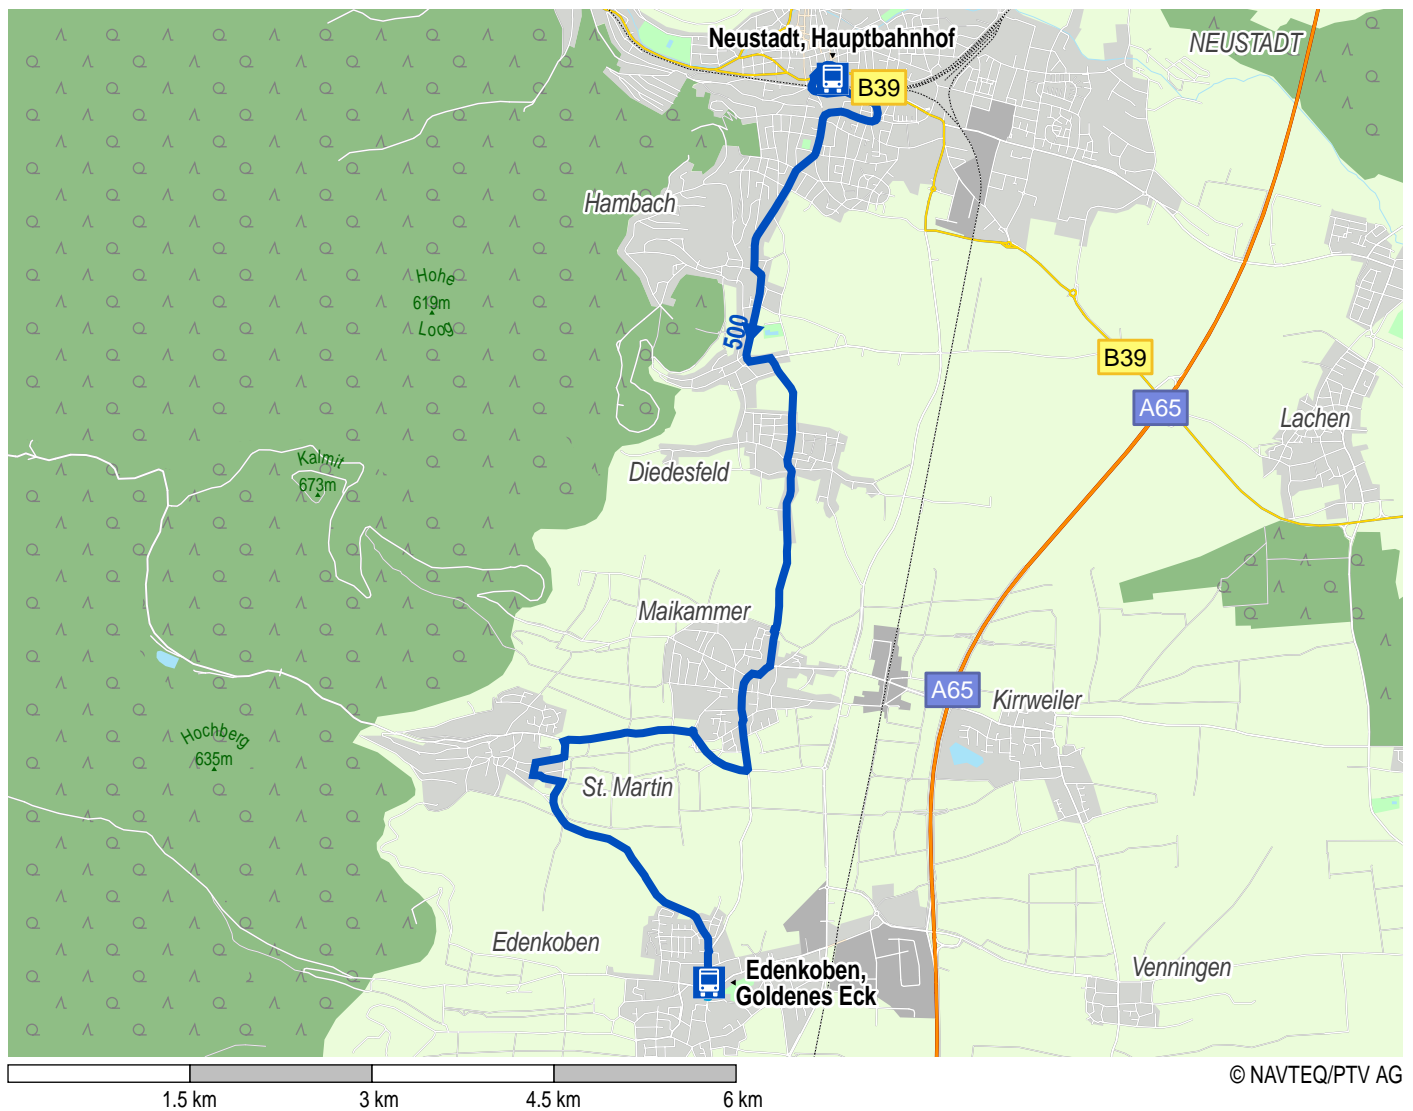 NEUSTADT
Neustadt, Hauptbahnhof
B39
Hambach
Hohe
619m
Loog
500
B39
A65
Lachen
Kalmit
673m
Diedesfeld
Maikammer
A65
Kirrweiler
Hochberg
635m
St. Martin
Edenkoben
Venningen
Edenkoben,
Goldenes Eck
© NAVTEQ/PTV AG
1.5 km
3 km
4.5 km
6 km